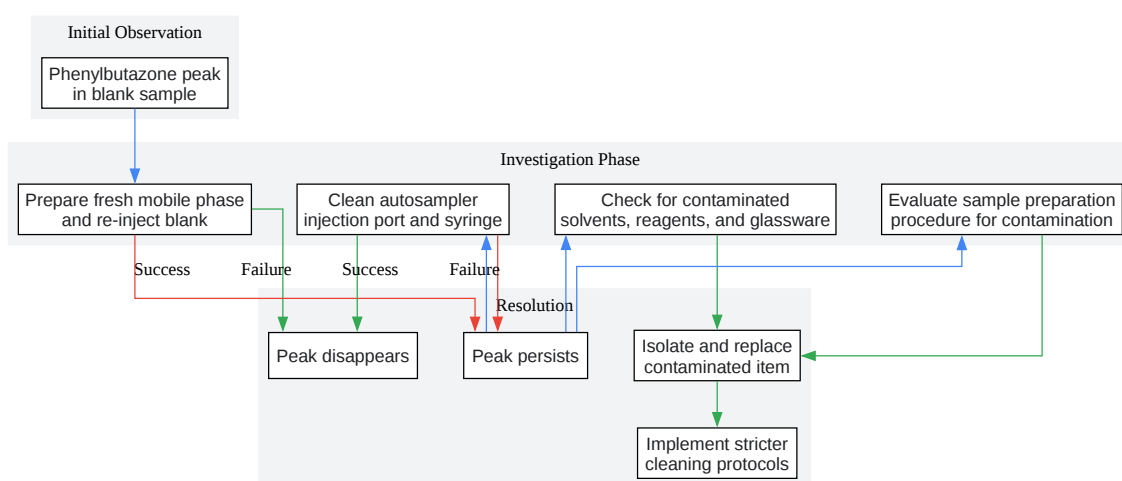 Initial Observation
Phenylbutazone peak
in blank sample
Investigation Phase
Prepare fresh mobile phase
and re-inject blank
Clean autosampler
injection port and syringe
Check for contaminated
solvents, reagents, and glassware
Evaluate sample preparation
procedure for contamination
Success
Failure
Success
Failure
Resolution
Peak disappears
Peak persists
Isolate and replace
contaminated item
Implement stricter
cleaning protocols